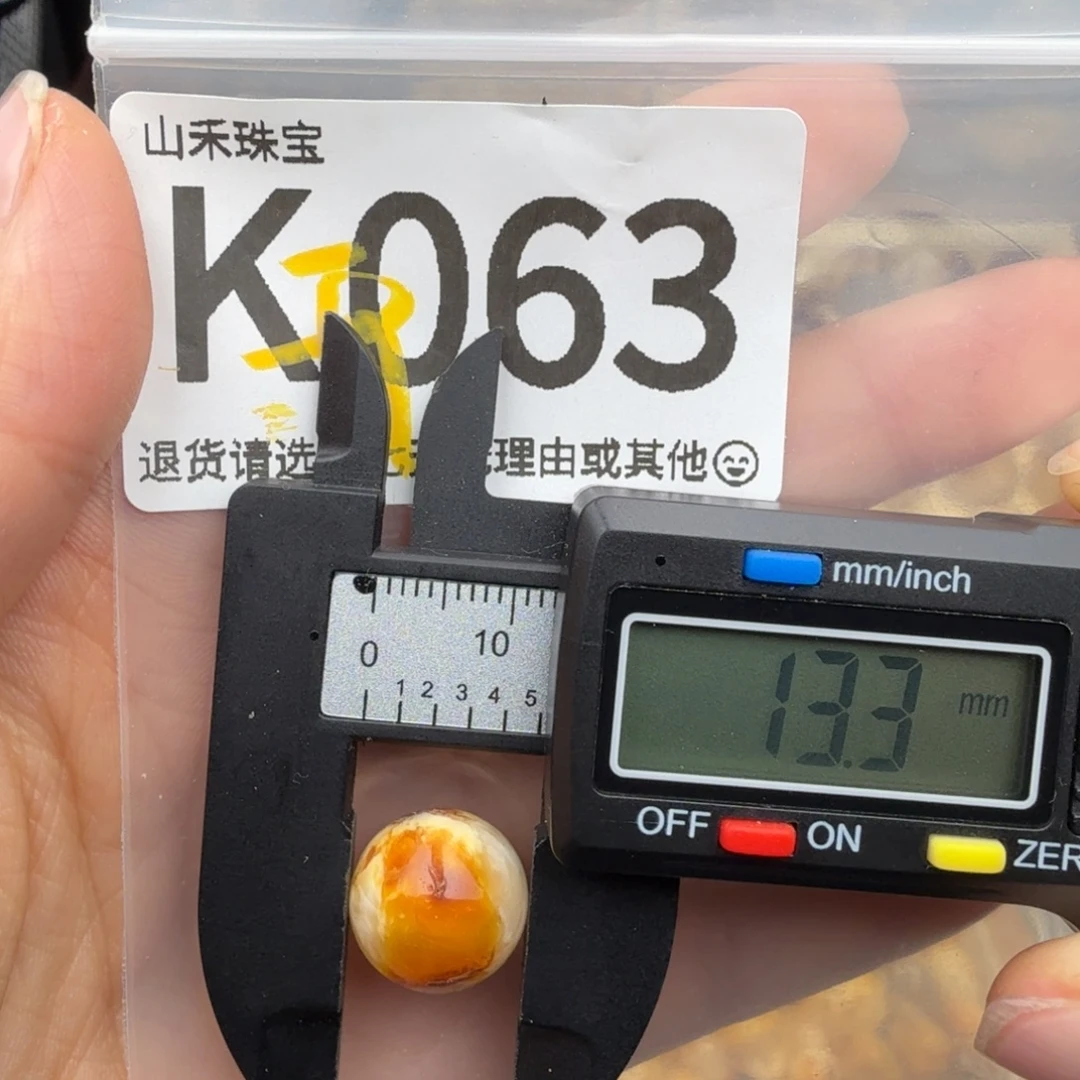 山禾珠宝
K063
退货请选 理由或其他
mm/inch
0 10
1 2 3 4 5
13.3 mm
OFF ON ZER